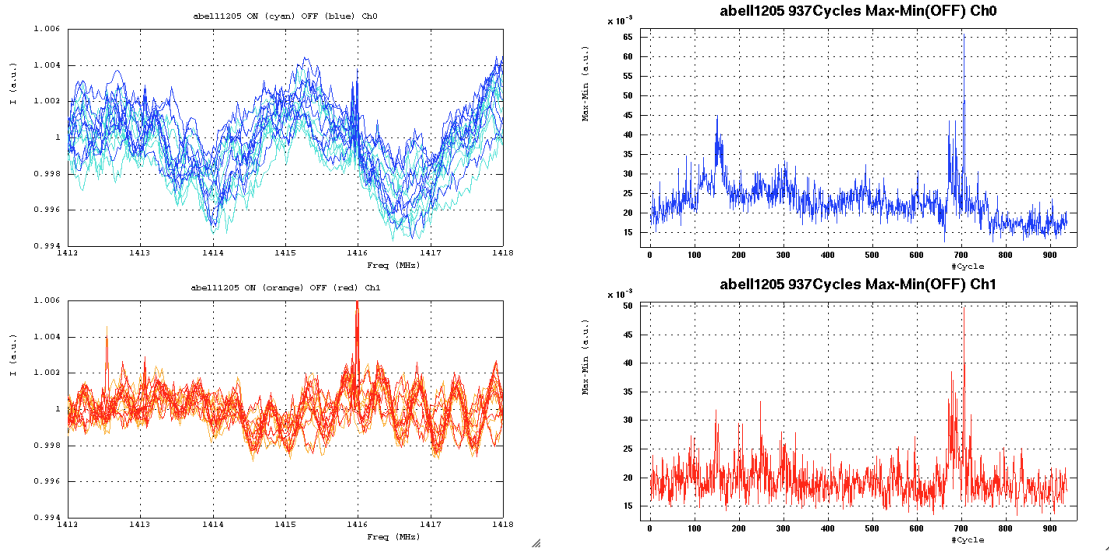 abell1205 ON (cyan) OFF (blue) Ch0
I (a.u.)
1.006
1.004
1.002
1
0.998
0.996
0.994
1412 1413 1414 1415 1416 1417 1418
Freq (MHz)
abell1205 937Cycles Max-Min(OFF) Ch0
x 10⁻³
Max-Min (a.u.)
65
60
55
50
45
40
35
30
25
20
15
0 100 200 300 400 500 600 700 800 900
#Cycle
abell1205 ON (orange) OFF (red) Ch1
I (a.u.)
1.006
1.004
1.002
1
0.998
0.996
0.994
1412 1413 1414 1415 1416 1417 1418
Freq (MHz)
abell1205 937Cycles Max-Min(OFF) Ch1
x 10⁻³
Max-Min (a.u.)
50
45
40
35
30
25
20
15
0 100 200 300 400 500 600 700 800 900
#Cycle